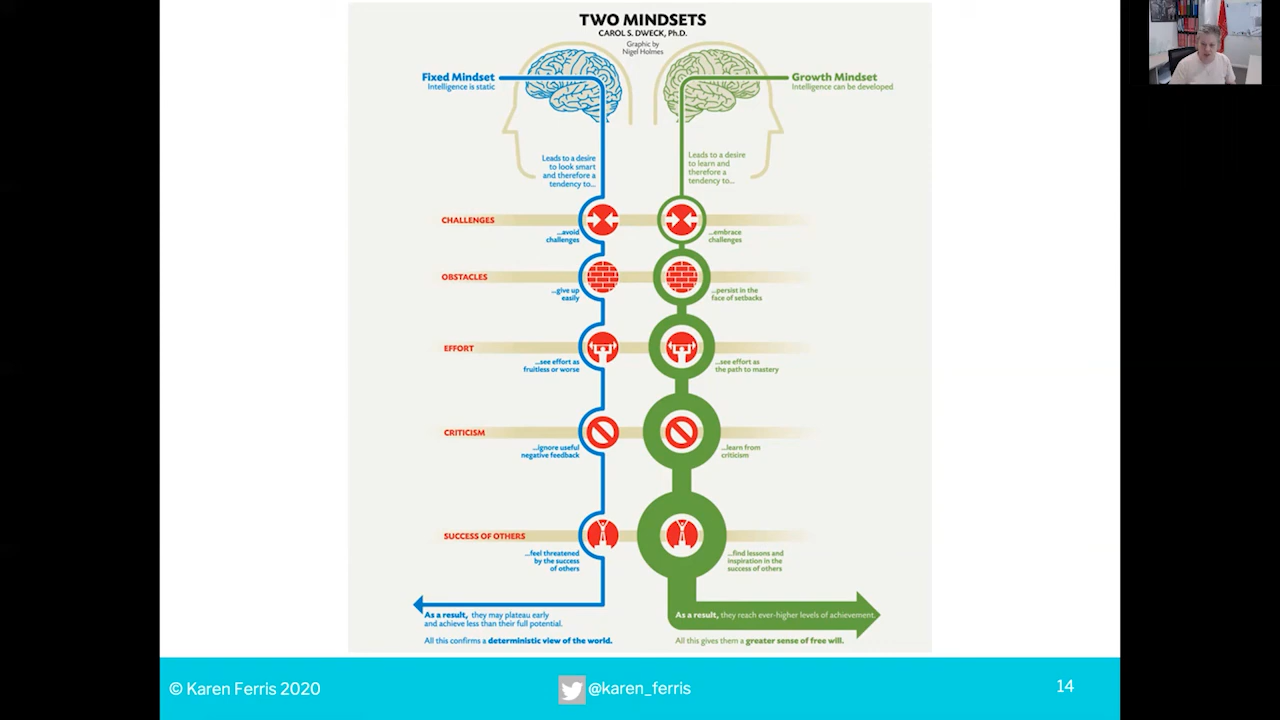 TWO MINDSETS
CAROL S. DWECK, Ph.D.
Graphic by
Nigel Holmes
Fixed Mindset
Intelligence is static
Growth Mindset
Intelligence can be developed
Leads to a desire
to look smart
and therefore a
tendency to...
Leads to a desire
to learn and
therefore a
tendency to...
CHALLENGES
...avoid
challenges
...embrace
challenges
OBSTACLES
...give up
easily
...persist in the
face of setbacks
EFFORT
...see effort as
fruitless or worse
...see effort as
the path to mastery
CRITICISM
...ignore useful
negative feedback
...learn from
criticism
SUCCESS OF OTHERS
...feel threatened
by the success
of others
...find lessons and
inspiration in the
success of others
As a result, they may plateau early
and achieve less than their full potential.
All this confirms a deterministic view of the world.
As a result, they reach ever-higher levels of achievement.
All this gives them a greater sense of free will.
© Karen Ferris 2020
@karen_ferris
14